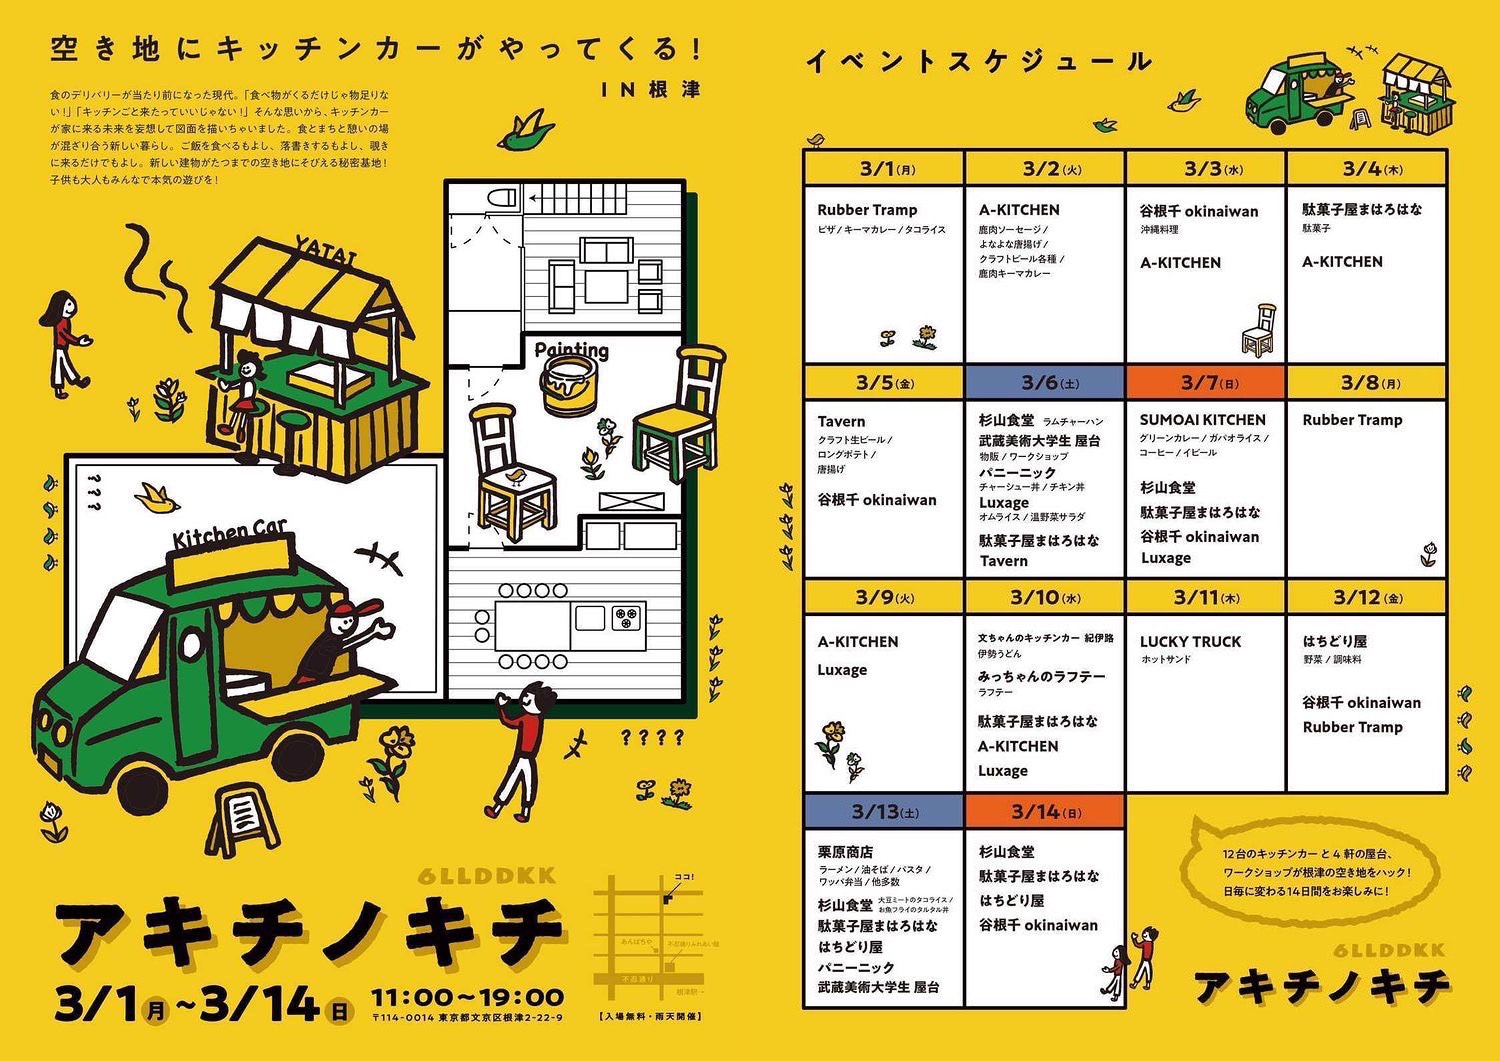 空き地にキッチンカーがやってくる！
IN根津
食のデリバリーが当たり前になった現代。「食べ物がくるだけじゃ物足りな
い！」「キッチンごと来たっていいじゃない！」そんな思いから、キッチンカー
が家に来る未来を妄想して図面を描いちゃいました。食とまちと憩いの場
が混ざり合う新しい暮らし。ご飯を食べるもよし、落書きするもよし、覗き
に来るだけでもよし。新しい建物がたつまでの空き地にそびえる秘密基地！
子供も大人もみんなで本気の遊びを！
YATAI
Painting
???
Kitchen Car
????
6LLDDKK
アキチノキチ
3/1月～3/14日
11:00～19:00
〒114-0014 東京都文京区根津2-22-9
ココ！
あんぱちや
不忍通りふれあい館
不忍通り
根津駅→
【入場無料・雨天開催】
イベントスケジュール
3/1(月)
Rubber Tramp
ピザ / キーマカレー / タコライス
3/2(火)
A-KITCHEN
鹿肉ソーセージ /
よなよな唐揚げ /
クラフトビール各種 /
鹿肉キーマカレー
3/3(水)
谷根千 okinaiwan
沖縄料理
A-KITCHEN
3/4(木)
駄菓子屋まはろはな
駄菓子
A-KITCHEN
3/5(金)
Tavern
クラフト生ビール /
ロングポテト /
唐揚げ
谷根千 okinaiwan
3/6(土)
杉山食堂 ラムチャーハン
武蔵美術大学生 屋台
物販 / ワークショップ
パニーニック
チャーシュー丼 / チキン丼
Luxage
オムライス / 温野菜サラダ
駄菓子屋まはろはな
Tavern
3/7(日)
SUMOAI KITCHEN
グリーンカレー / ガパオライス /
コーヒー / イビール
杉山食堂
駄菓子屋まはろはな
谷根千 okinaiwan
Luxage
3/8(月)
Rubber Tramp
3/9(火)
A-KITCHEN
Luxage
3/10(水)
文ちゃんのキッチンカー 紀伊路
伊勢うどん
みっちゃんのラフテー
ラフテー
駄菓子屋まはろはな
A-KITCHEN
Luxage
3/11(木)
LUCKY TRUCK
ホットサンド
3/12(金)
はちどり屋
野菜 / 調味料
谷根千 okinaiwan
Rubber Tramp
3/13(土)
栗原商店
ラーメン / 油そば / パスタ /
ワッパ弁当 / 他多数
杉山食堂 大豆ミートのタコライス /
お魚フライのタルタル丼
駄菓子屋まはろはな
はちどり屋
パニーニック
武蔵美術大学生 屋台
3/14(日)
杉山食堂
駄菓子屋まはろはな
はちどり屋
谷根千 okinaiwan
12台のキッチンカー と 4 軒の屋台、
ワークショップが根津の空き地をハック！
日毎に変わる14日間をお楽しみに！
6LLDDKK
アキチノキチ